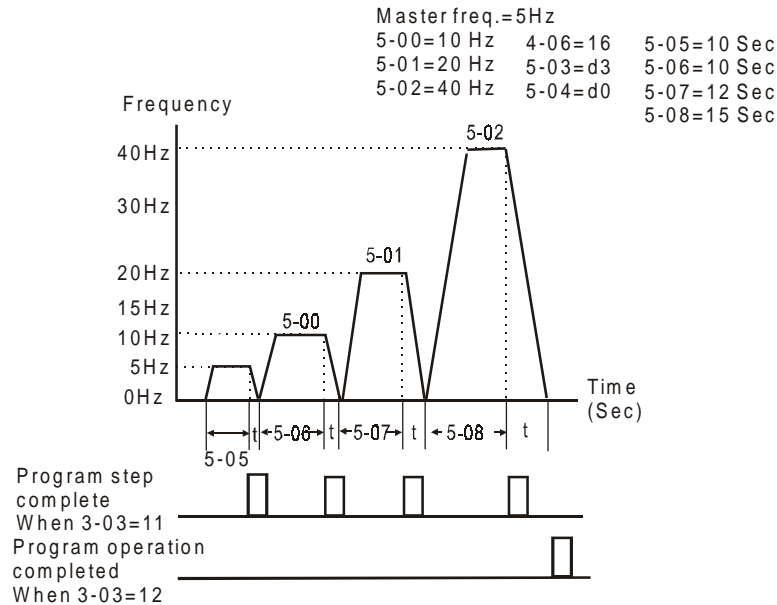 Master freq.=5Hz
5-00=10 Hz 4-06=16 5-05=10 Sec
5-01=20 Hz 5-03=d3 5-06=10 Sec
5-02=40 Hz 5-04=d0 5-07=12 Sec
5-08=15 Sec
Frequency
5-02
40Hz
30Hz
5-01
20Hz
15Hz
5-00
10Hz
5Hz
0Hz
Time
(Sec)
t 5-06 t 5-07 t 5-08 t
5-05
Program step
complete
When 3-03=11
Program operation
completed
When 3-03=12